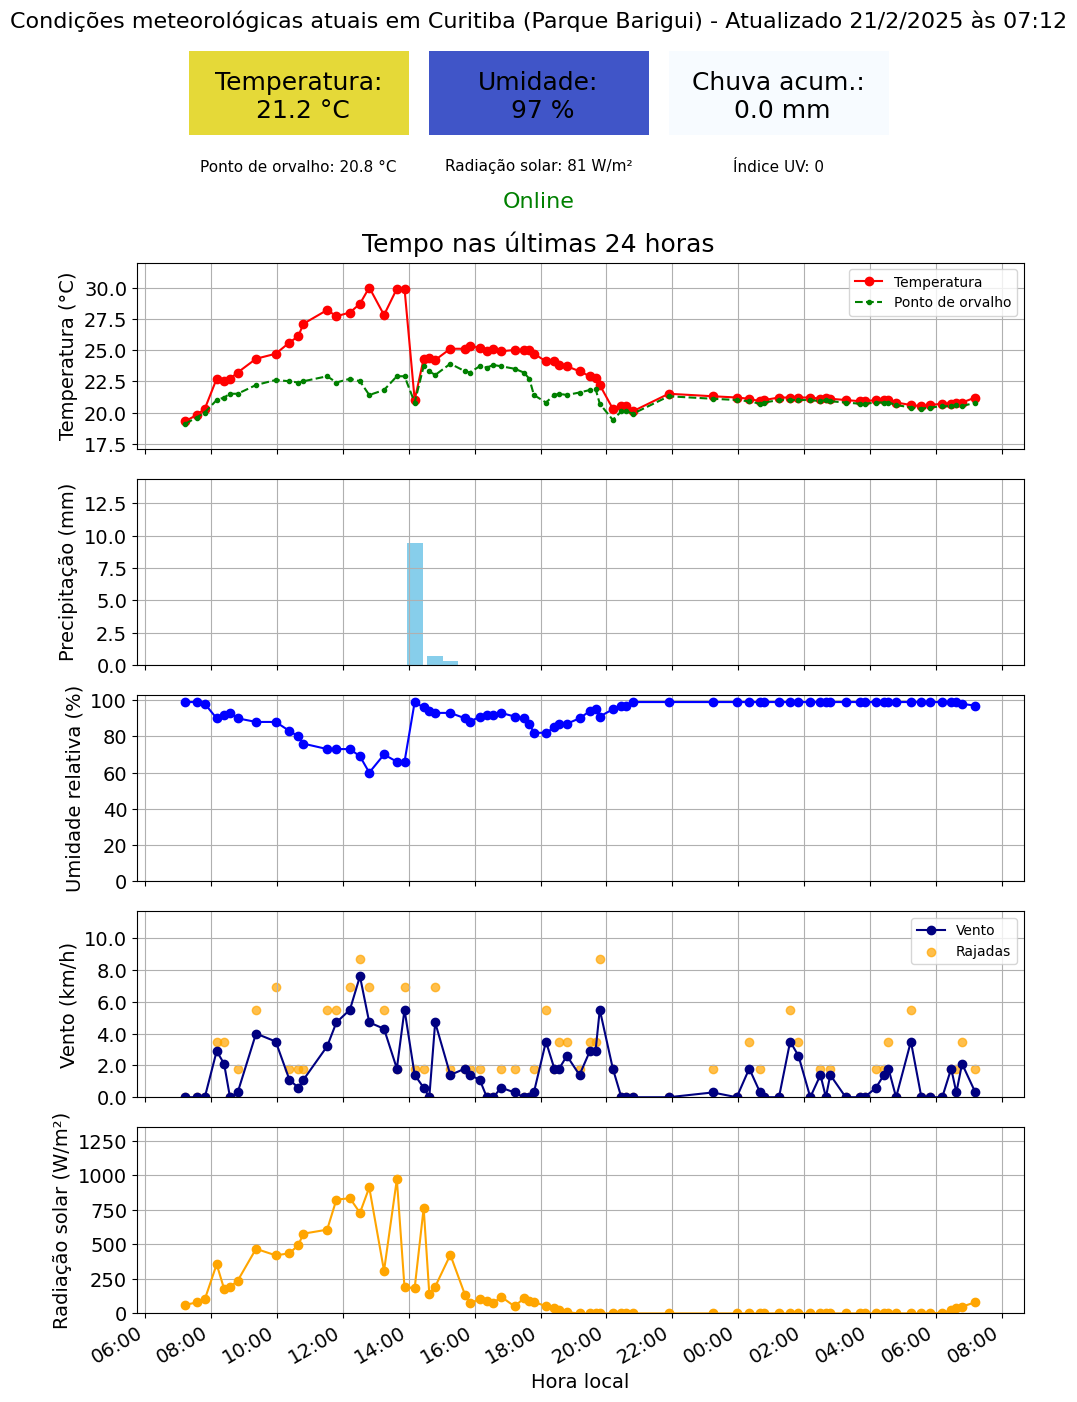 Condições meteorológicas atuais em Curitiba (Parque Barigui) - Atualizado 21/2/2025 às 07:12
Temperatura:
21.2 °C
Umidade:
97 %
Chuva acum.:
0.0 mm
Ponto de orvalho: 20.8 °C
Radiação solar: 81 W/m²
Índice UV: 0
Online
Tempo nas últimas 24 horas
Temperatura (°C)
30.0
27.5
25.0
22.5
20.0
17.5
Temperatura
Ponto de orvalho
Precipitação (mm)
12.5
10.0
7.5
5.0
2.5
0.0
Umidade relativa (%)
100
80
60
40
20
0
Vento (km/h)
10.0
8.0
6.0
4.0
2.0
0.0
Vento
Rajadas
Radiação solar (W/m²)
1250
1000
750
500
250
0
06:00
08:00
10:00
12:00
14:00
16:00
18:00
20:00
22:00
00:00
02:00
04:00
06:00
08:00
Hora local